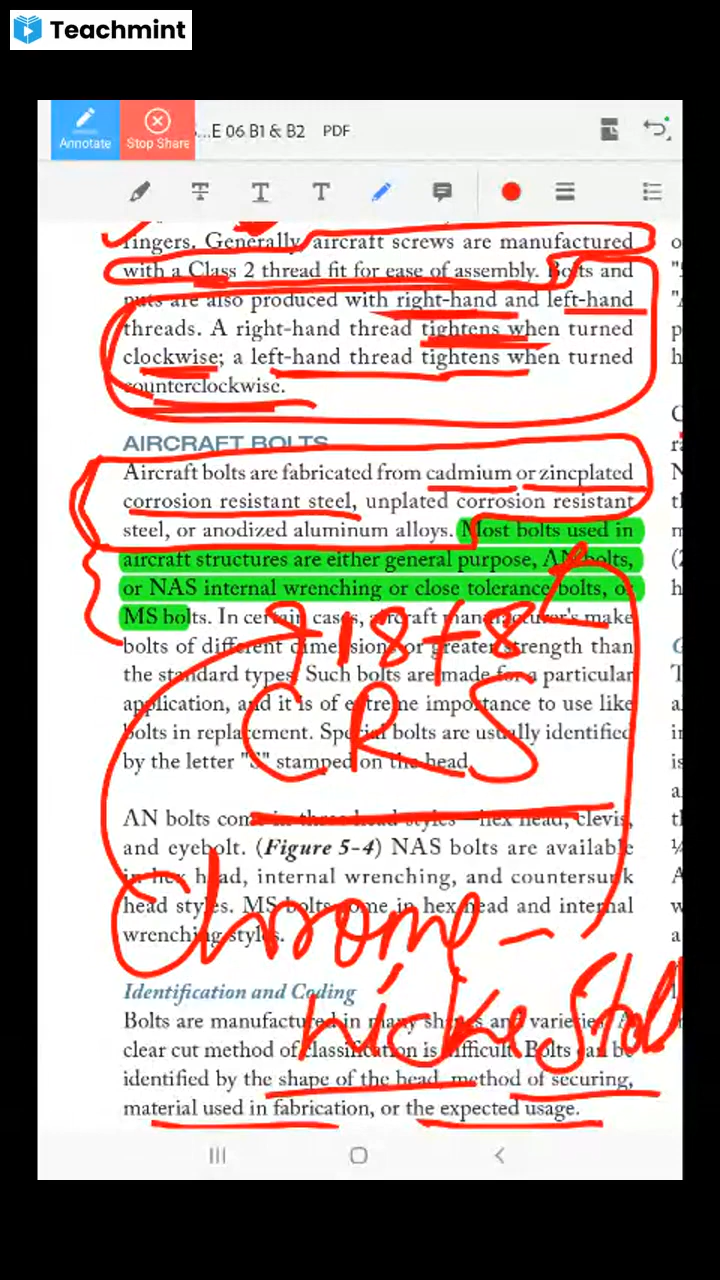 Teachmint
Annotate
Stop Share
...E 06 B1 & B2 PDF
fingers. Generally, aircraft screws are manufactured
with a Class 2 thread fit for ease of assembly. Bolts and
nuts are also produced with right-hand and left-hand
threads. A right-hand thread tightens when turned
clockwise; a left-hand thread tightens when turned
counterclockwise.
AIRCRAFT BOLTS
Aircraft bolts are fabricated from cadmium or zincplated
corrosion resistant steel, unplated corrosion resistant
steel, or anodized aluminum alloys. Most bolts used in
aircraft structures are either general purpose, AN bolts,
or NAS internal wrenching or close tolerance bolts, or
MS bolts. In certain cases, aircraft manufacturer's make
bolts of different dimensions or greater strength than
the standard types. Such bolts are made for a particular
application, and it is of extreme importance to use like
bolts in replacement. Special bolts are usually identified
by the letter "S" stamped on the head.
AN bolts come in three head styles—hex head, clevis,
and eyebolt. (Figure 5-4) NAS bolts are available
in hex head, internal wrenching, and countersunk
head styles. MS bolts come in hex head and internal
wrenching styles.
Identification and Coding
Bolts are manufactured in many shapes and varieties. A
clear cut method of classification is difficult. Bolts can be
identified by the shape of the head, method of securing,
material used in fabrication, or the expected usage.
18+8
CRS
Chrome-
nickel